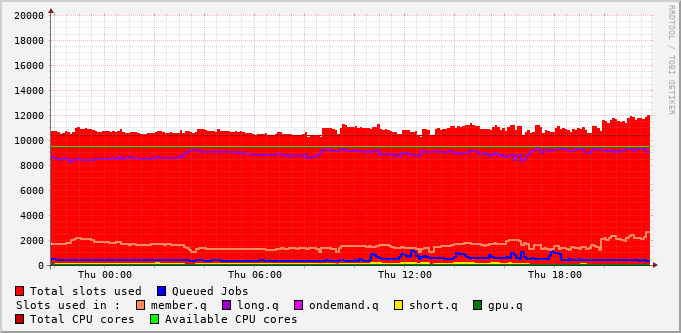 20000
18000
16000
14000
12000
10000
8000
6000
4000
2000
0
Thu 00:00 Thu 06:00 Thu 12:00 Thu 18:00
RRDTOOL / TOBI OETIKER
Total slots used Queued Jobs
Slots used in : member.q long.q ondemand.q short.q gpu.q
Total CPU cores Available CPU cores